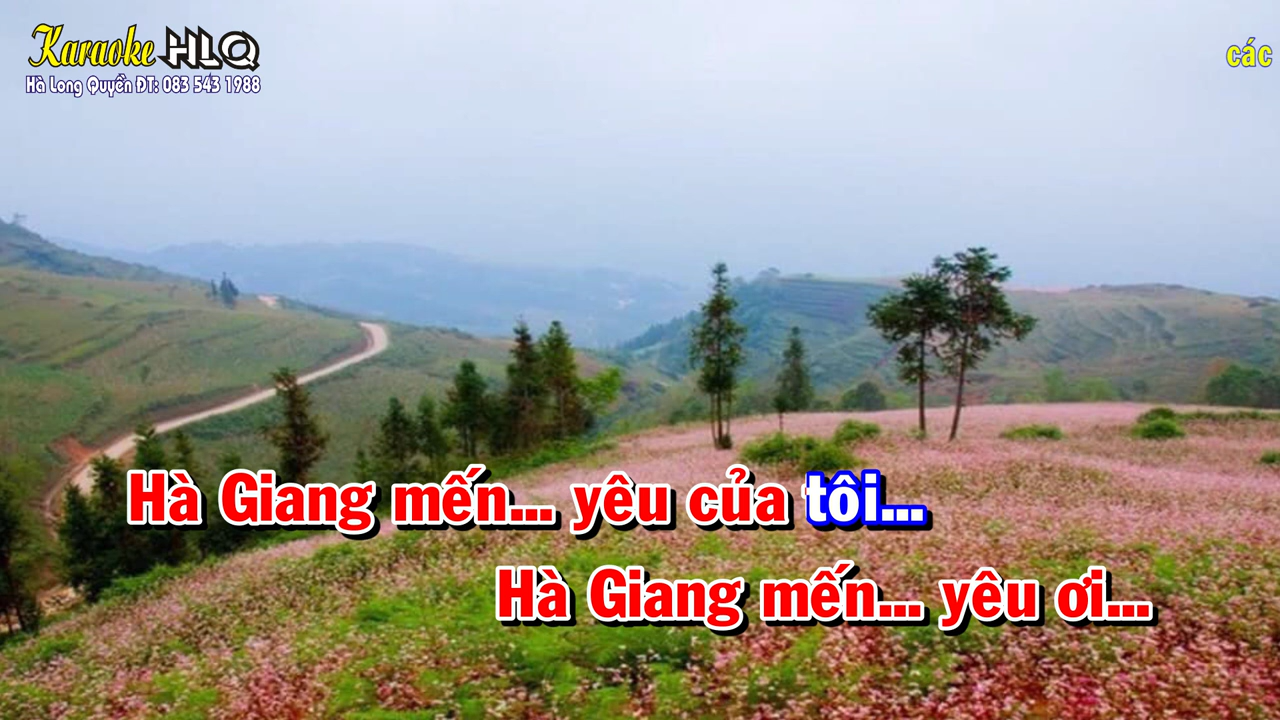 Karaoke HLQ
các
Hà Long Quyền ĐT: 083 543 1988
Hà Giang mến... yêu của tôi...
Hà Giang mến... yêu ơi...